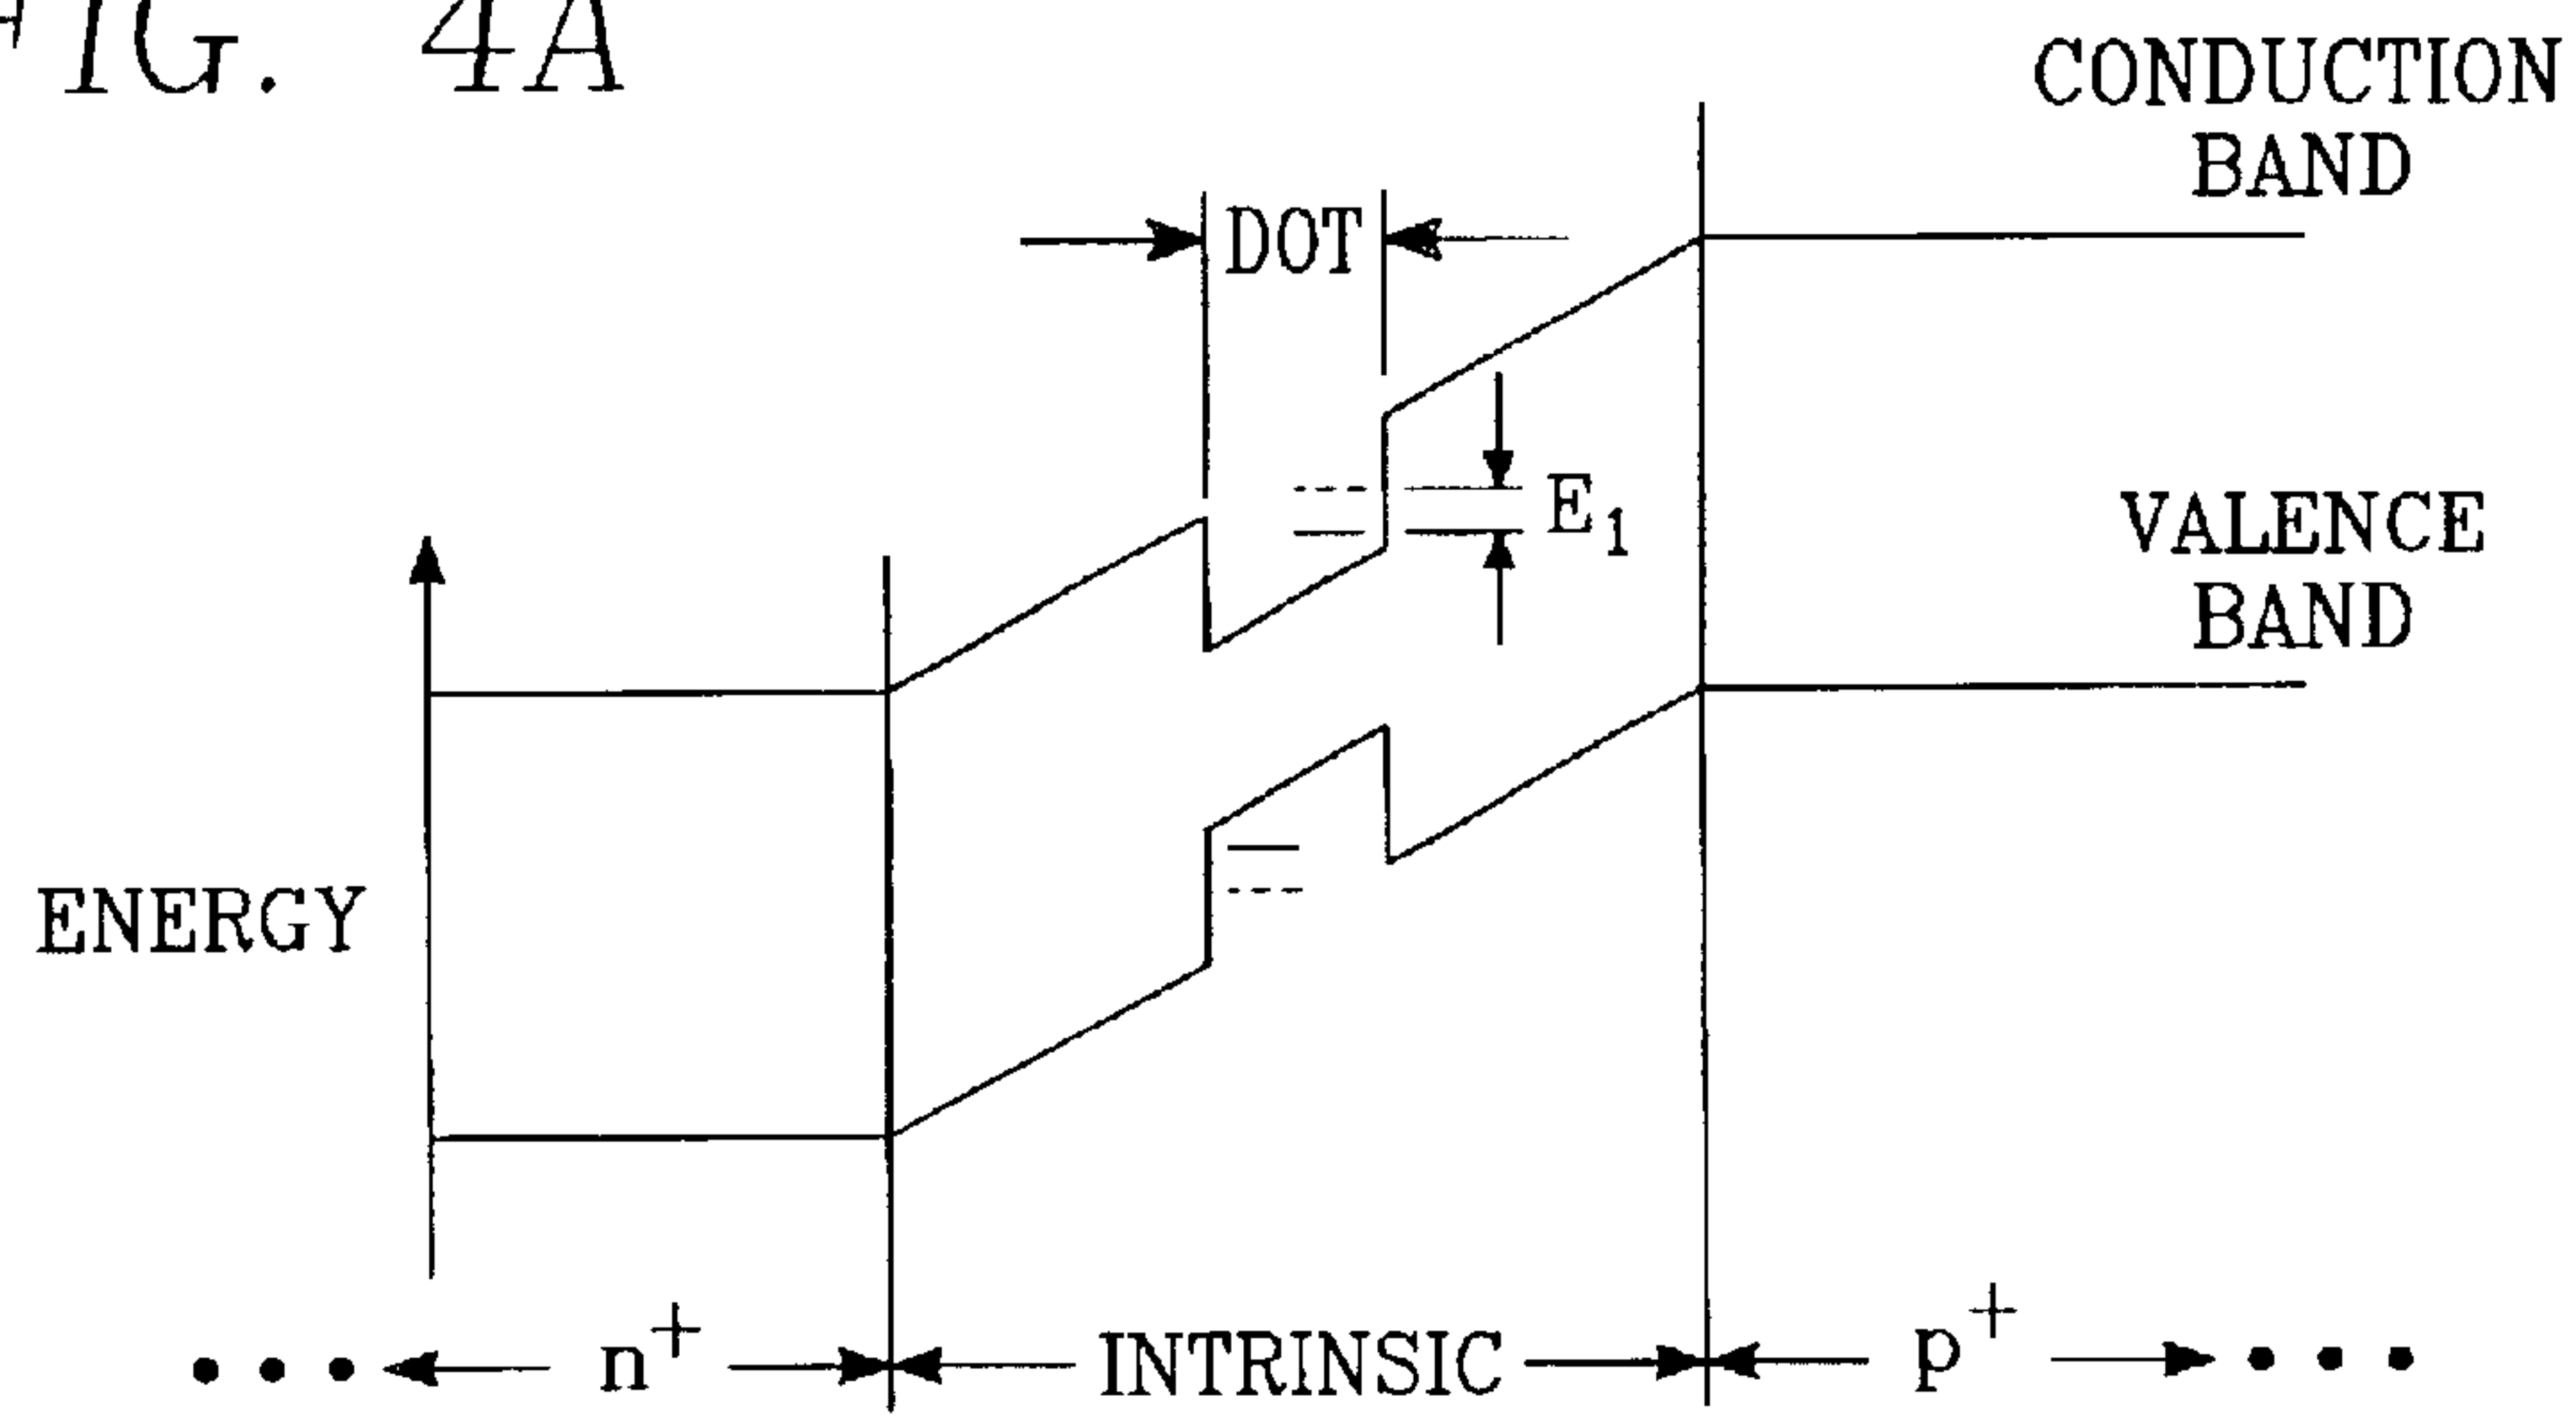 FIG. 4A
CONDUCTION
BAND
DOT
E₁
VALENCE
BAND
ENERGY
n⁺
INTRINSIC
p⁺